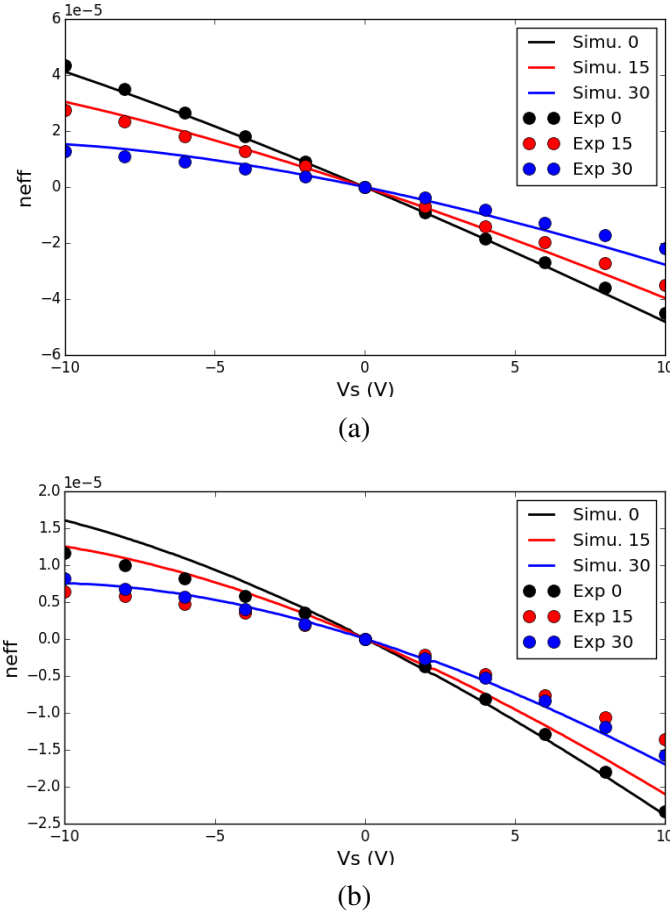 1e−5
6
4
2
0
−2
−4
−6
neff
−10
−5
0
5
10
Vs (V)
Simu. 0
Simu. 15
Simu. 30
Exp 0
Exp 15
Exp 30
(a)
1e−5
2.0
1.5
1.0
0.5
0.0
−0.5
−1.0
−1.5
−2.0
−2.5
neff
−10
−5
0
5
10
Vs (V)
Simu. 0
Simu. 15
Simu. 30
Exp 0
Exp 15
Exp 30
(b)